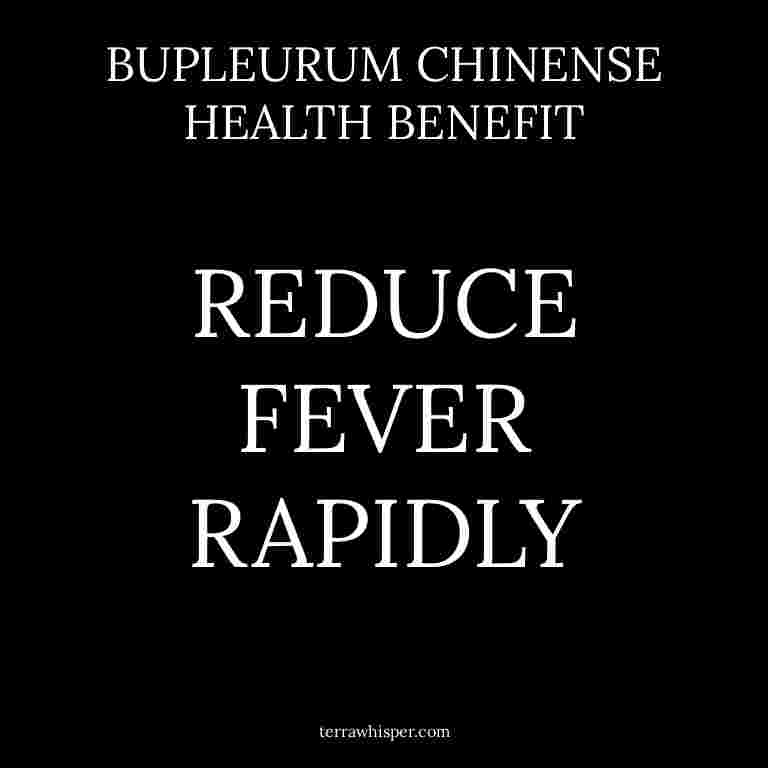 BUPLEURUM CHINENSE
HEALTH BENEFIT
REDUCE
FEVER
RAPIDLY
terrawhisper.com